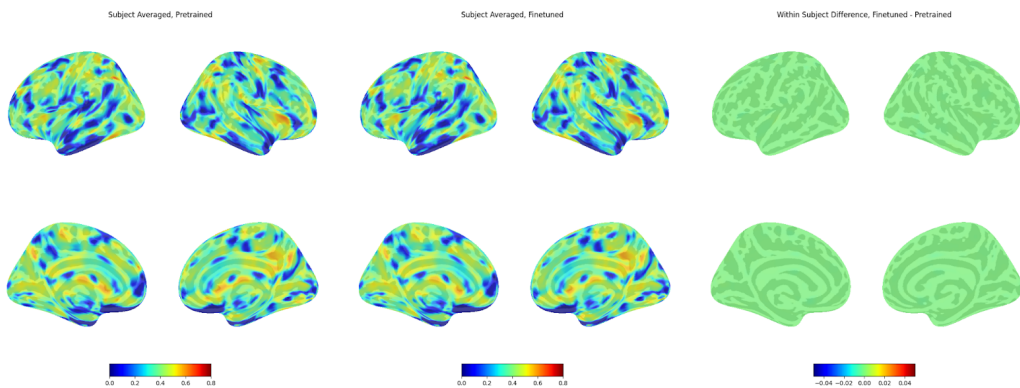 Subject Averaged, Pretrained
Subject Averaged, Finetuned
Within Subject Difference, Finetuned - Pretrained
0.0 0.2 0.4 0.6 0.8
0.0 0.2 0.4 0.6 0.8
−0.04 −0.02 0.00 0.02 0.04